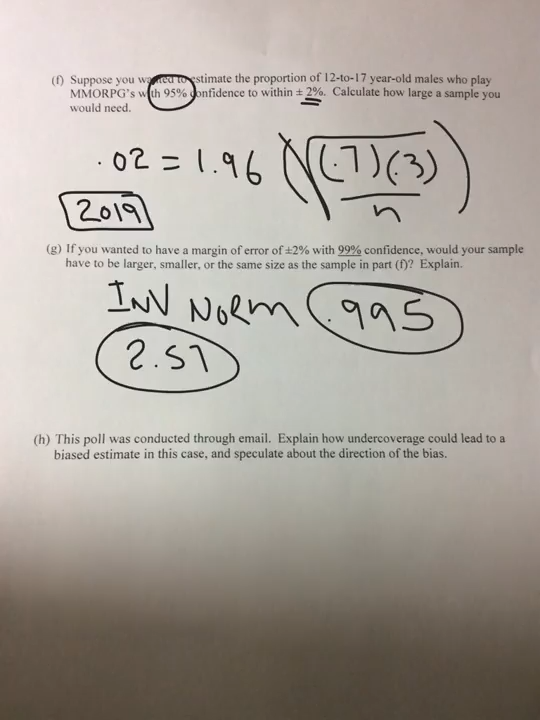 (f) Suppose you wanted to estimate the proportion of 12-to-17 year-old males who play
MMORPG's with 95% confidence to within ± 2%. Calculate how large a sample you
would need.
.02 = 1.96 (√(.7)(.3)/n)
2019
(g) If you wanted to have a margin of error of ±2% with 99% confidence, would your sample
have to be larger, smaller, or the same size as the sample in part (f)? Explain.
INV NORM (.995)
2.57
(h) This poll was conducted through email. Explain how undercoverage could lead to a
biased estimate in this case, and speculate about the direction of the bias.